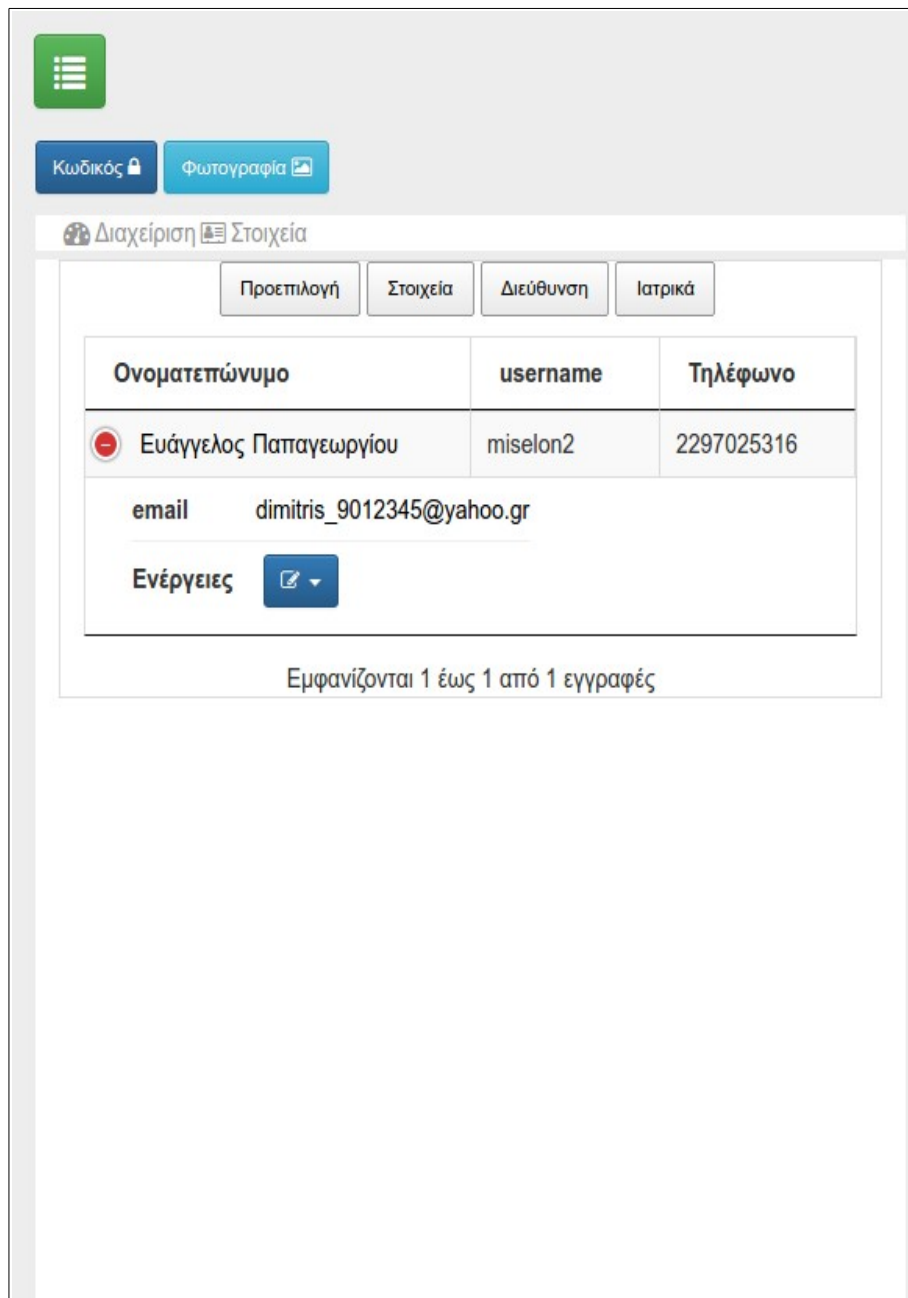 Κωδικός Φωτογραφία
Διαχείριση Στοιχεία
Προεπιλογή Στοιχεία Διεύθυνση Ιατρικά
Ονοματεπώνυμο username Τηλέφωνο
Ευάγγελος Παπαγεωργίου miselon2 2297025316
email dimitris_9012345@yahoo.gr
Ενέργειες
Εμφανίζονται 1 έως 1 από 1 εγγραφές